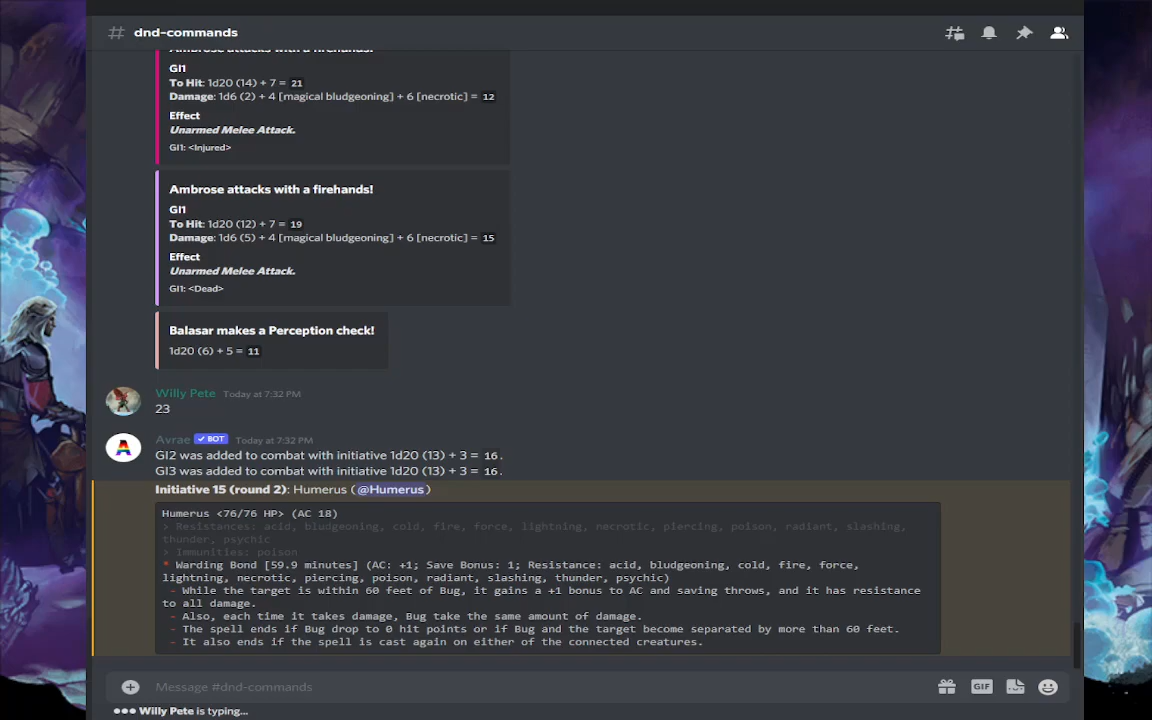 # dnd-commands
Ambrose attacks with a firehands!
GI1
To Hit: 1d20 (14) + 7 = 21
Damage: 1d6 (2) + 4 [magical bludgeoning] + 6 [necrotic] = 12
Effect
Unarmed Melee Attack.
GI1: <Injured>
Ambrose attacks with a firehands!
GI1
To Hit: 1d20 (12) + 7 = 19
Damage: 1d6 (5) + 4 [magical bludgeoning] + 6 [necrotic] = 15
Effect
Unarmed Melee Attack.
GI1: <Dead>
Balasar makes a Perception check!
1d20 (6) + 5 = 11
Willy Pete Today at 7:32 PM
23
A Avrae ✓ BOT Today at 7:32 PM
GI2 was added to combat with initiative 1d20 (13) + 3 = 16.
GI3 was added to combat with initiative 1d20 (13) + 3 = 16.
Initiative 15 (round 2): Humerus (@Humerus)
Humerus <76/76 HP> (AC 18)
> Resistances: acid, bludgeoning, cold, fire, force, lightning, necrotic, piercing, poison, radiant, slashing,
thunder, psychic
> Immunities: poison
* Warding Bond [59.9 minutes] (AC: +1; Save Bonus: 1; Resistance: acid, bludgeoning, cold, fire, force,
lightning, necrotic, piercing, poison, radiant, slashing, thunder, psychic)
- While the target is within 60 feet of Bug, it gains a +1 bonus to AC and saving throws, and it has resistance
to all damage.
- Also, each time it takes damage, Bug take the same amount of damage.
- The spell ends if Bug drop to 0 hit points or if Bug and the target become separated by more than 60 feet.
- It also ends if the spell is cast again on either of the connected creatures.
Message #dnd-commands
GIF
Willy Pete is typing...